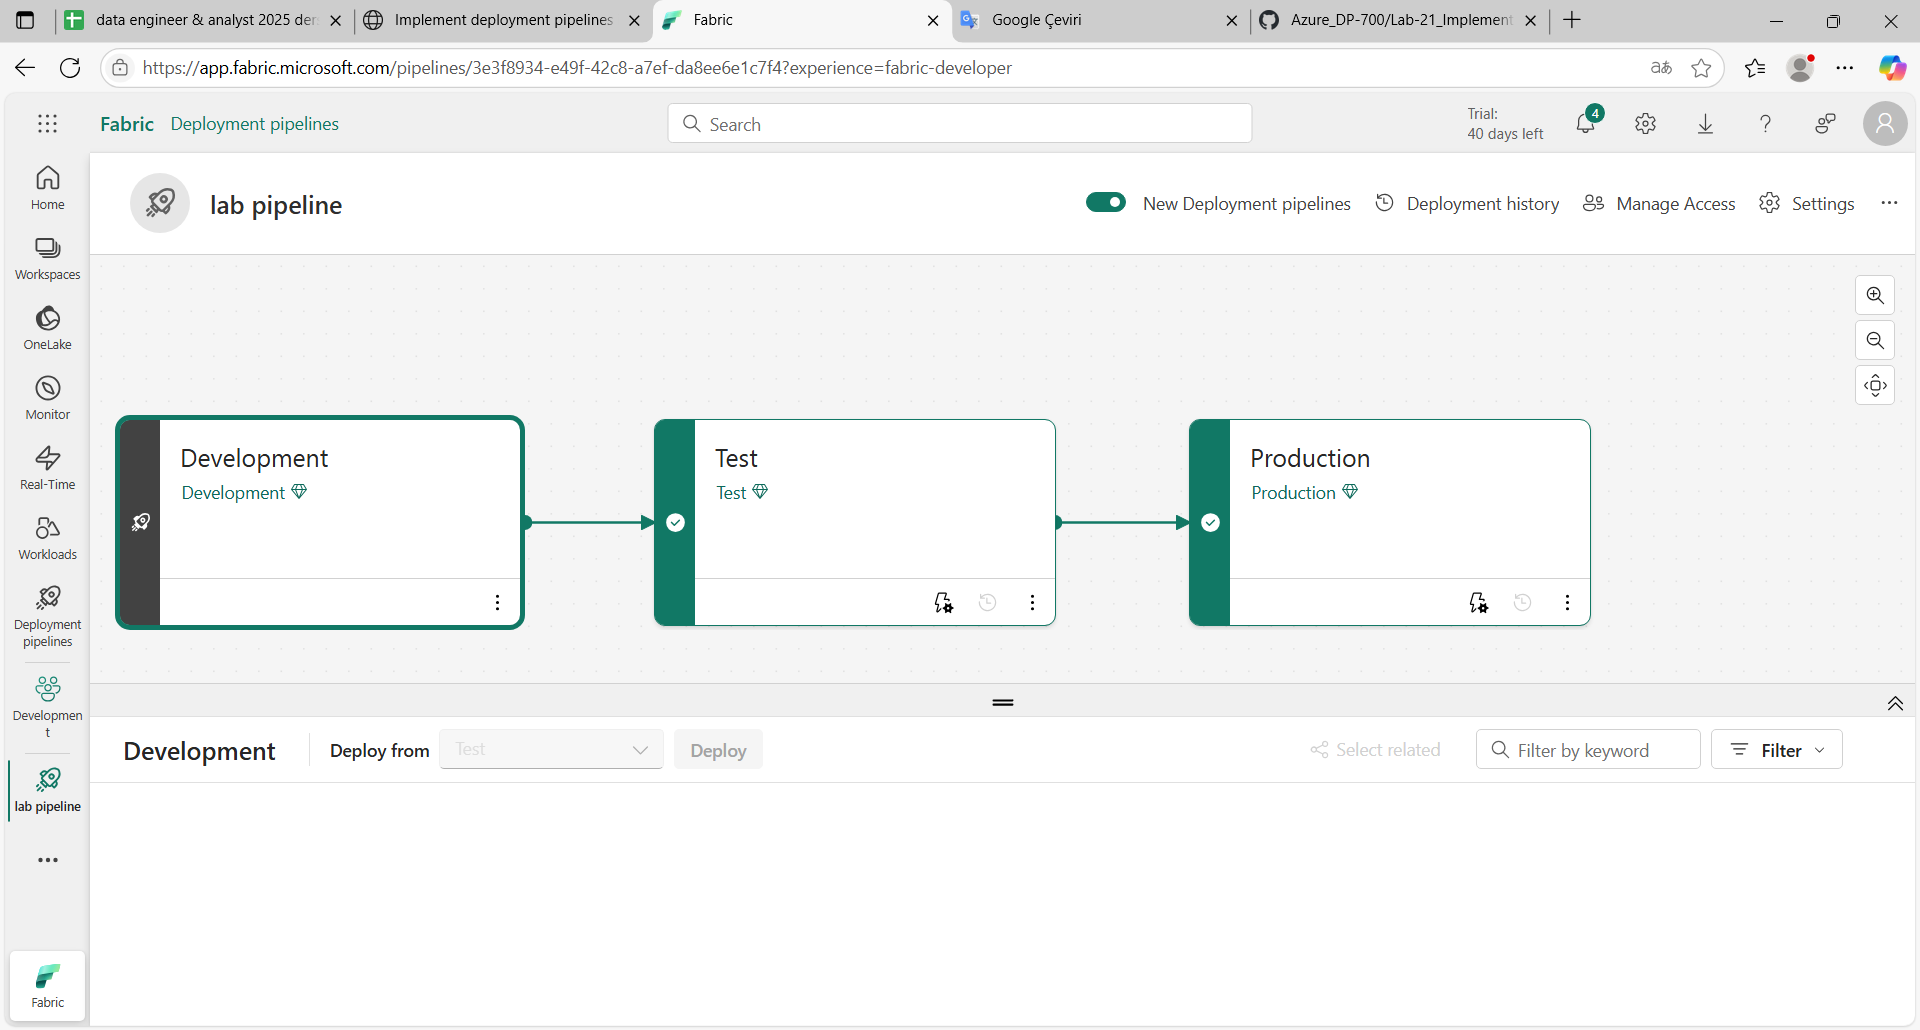 data engineer & analyst 2025 ders
Implement deployment pipelines
Fabric
Google Çeviri
Azure_DP-700/Lab-21_Implement
https://app.fabric.microsoft.com/pipelines/3e3f8934-e49f-42c8-a7ef-da8ee6e1c7f4?experience=fabric-developer
Fabric Deployment pipelines
Search
Trial:
40 days left
4
Home
Workspaces
OneLake
Monitor
Real-Time
Workloads
Deployment
pipelines
Developmen
t
lab pipeline
Fabric
lab pipeline
New Deployment pipelines
Deployment history
Manage Access
Settings
Development
Development
Test
Test
Production
Production
Development
Deploy from
Test
Deploy
Select related
Filter by keyword
Filter